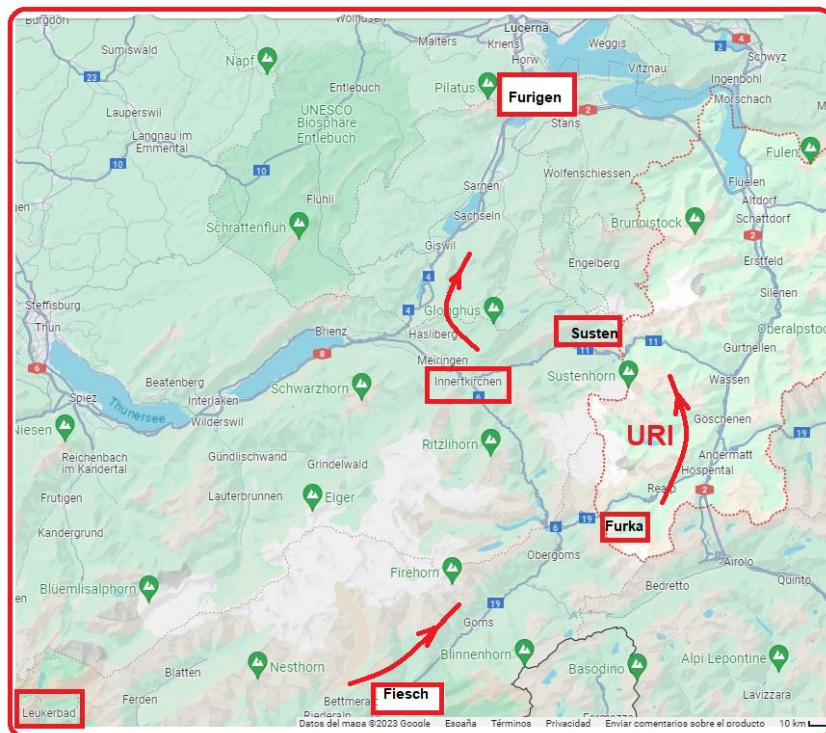 Burgdorf
Wolhusen
Lucerna
Sumiswald
Malters
Kriens
Weggis
Horw
Schwyz
Napf
Entlebuch
Vitznau
Ingenbohl
Pilatus
Morschach
Furigen
UNESCO
Biosphäre
Entlebuch
Lauperswil
Stans
Langnau im
Emmental
Fulen
Wolfenschiessen
Sarnen
Flüelen
Flühli
Altdorf
Sachseln
Brunnistock
Schattdorf
Schrattenfluh
Giswil
Engelberg
Erstfeld
Steffisburg
Silenen
Thun
Glogghüs
Brienz
Hasliberg
Susten
Oberalpstock
Gurtnellen
Meiringen
Beatenberg
Innertkirchen
Sustenhorn
Wassen
Spiez
Thunersee
Interlaken
Schwarzhorn
Wilderswil
Göschenen
Niesen
Ritzlihorn
URI
Reichenbach
im Kandertal
Gündlischwand
Andermatt
Grindelwald
Hospental
Frutigen
Lauterbrunnen
Eiger
Realp
Kandergrund
Furka
Obergoms
Airolo
Firehorn
Quinto
Blüemlisalphorn
Bedretto
Goms
Blinnenhorn
Nesthorn
Basòdino
Alpi Lepontine
Blatten
Fiesch
Ferden
Bettmeralp
Lavizzara
Leukerbad
Riederalp
Datos del mapa ©2023 Google España Términos Privacidad Enviar comentarios sobre el producto 10 km